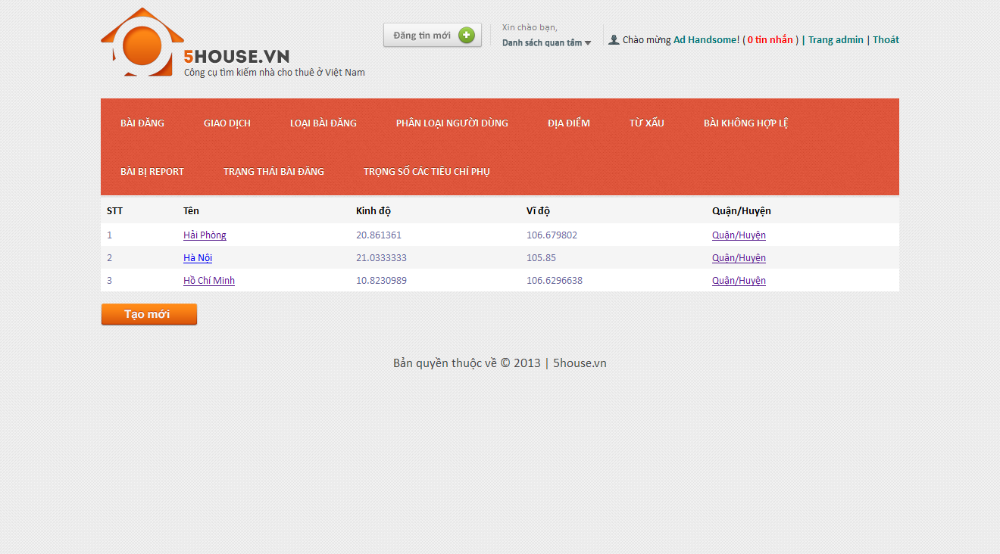 5HOUSE.VN
Công cụ tìm kiếm nhà cho thuê ở Việt Nam
Đăng tin mới
Xin chào bạn,
Danh sách quan tâm
Chào mừng Ad Handsome! ( 0 tin nhắn ) | Trang admin | Thoát
BÀI ĐĂNG GIAO DỊCH LOẠI BÀI ĐĂNG PHÂN LOẠI NGƯỜI DÙNG ĐỊA ĐIỂM TỪ XẤU BÀI KHÔNG HỢP LỆ
BÀI BỊ REPORT TRẠNG THÁI BÀI ĐĂNG TRỌNG SỐ CÁC TIÊU CHÍ PHỤ
STT Tên Kinh độ Vĩ độ Quận/Huyện
1 Hải Phòng 20.861361 106.679802 Quận/Huyện
2 Hà Nội 21.0333333 105.85 Quận/Huyện
3 Hồ Chí Minh 10.8230989 106.6296638 Quận/Huyện
Tạo mới
Bản quyền thuộc về © 2013 | 5house.vn